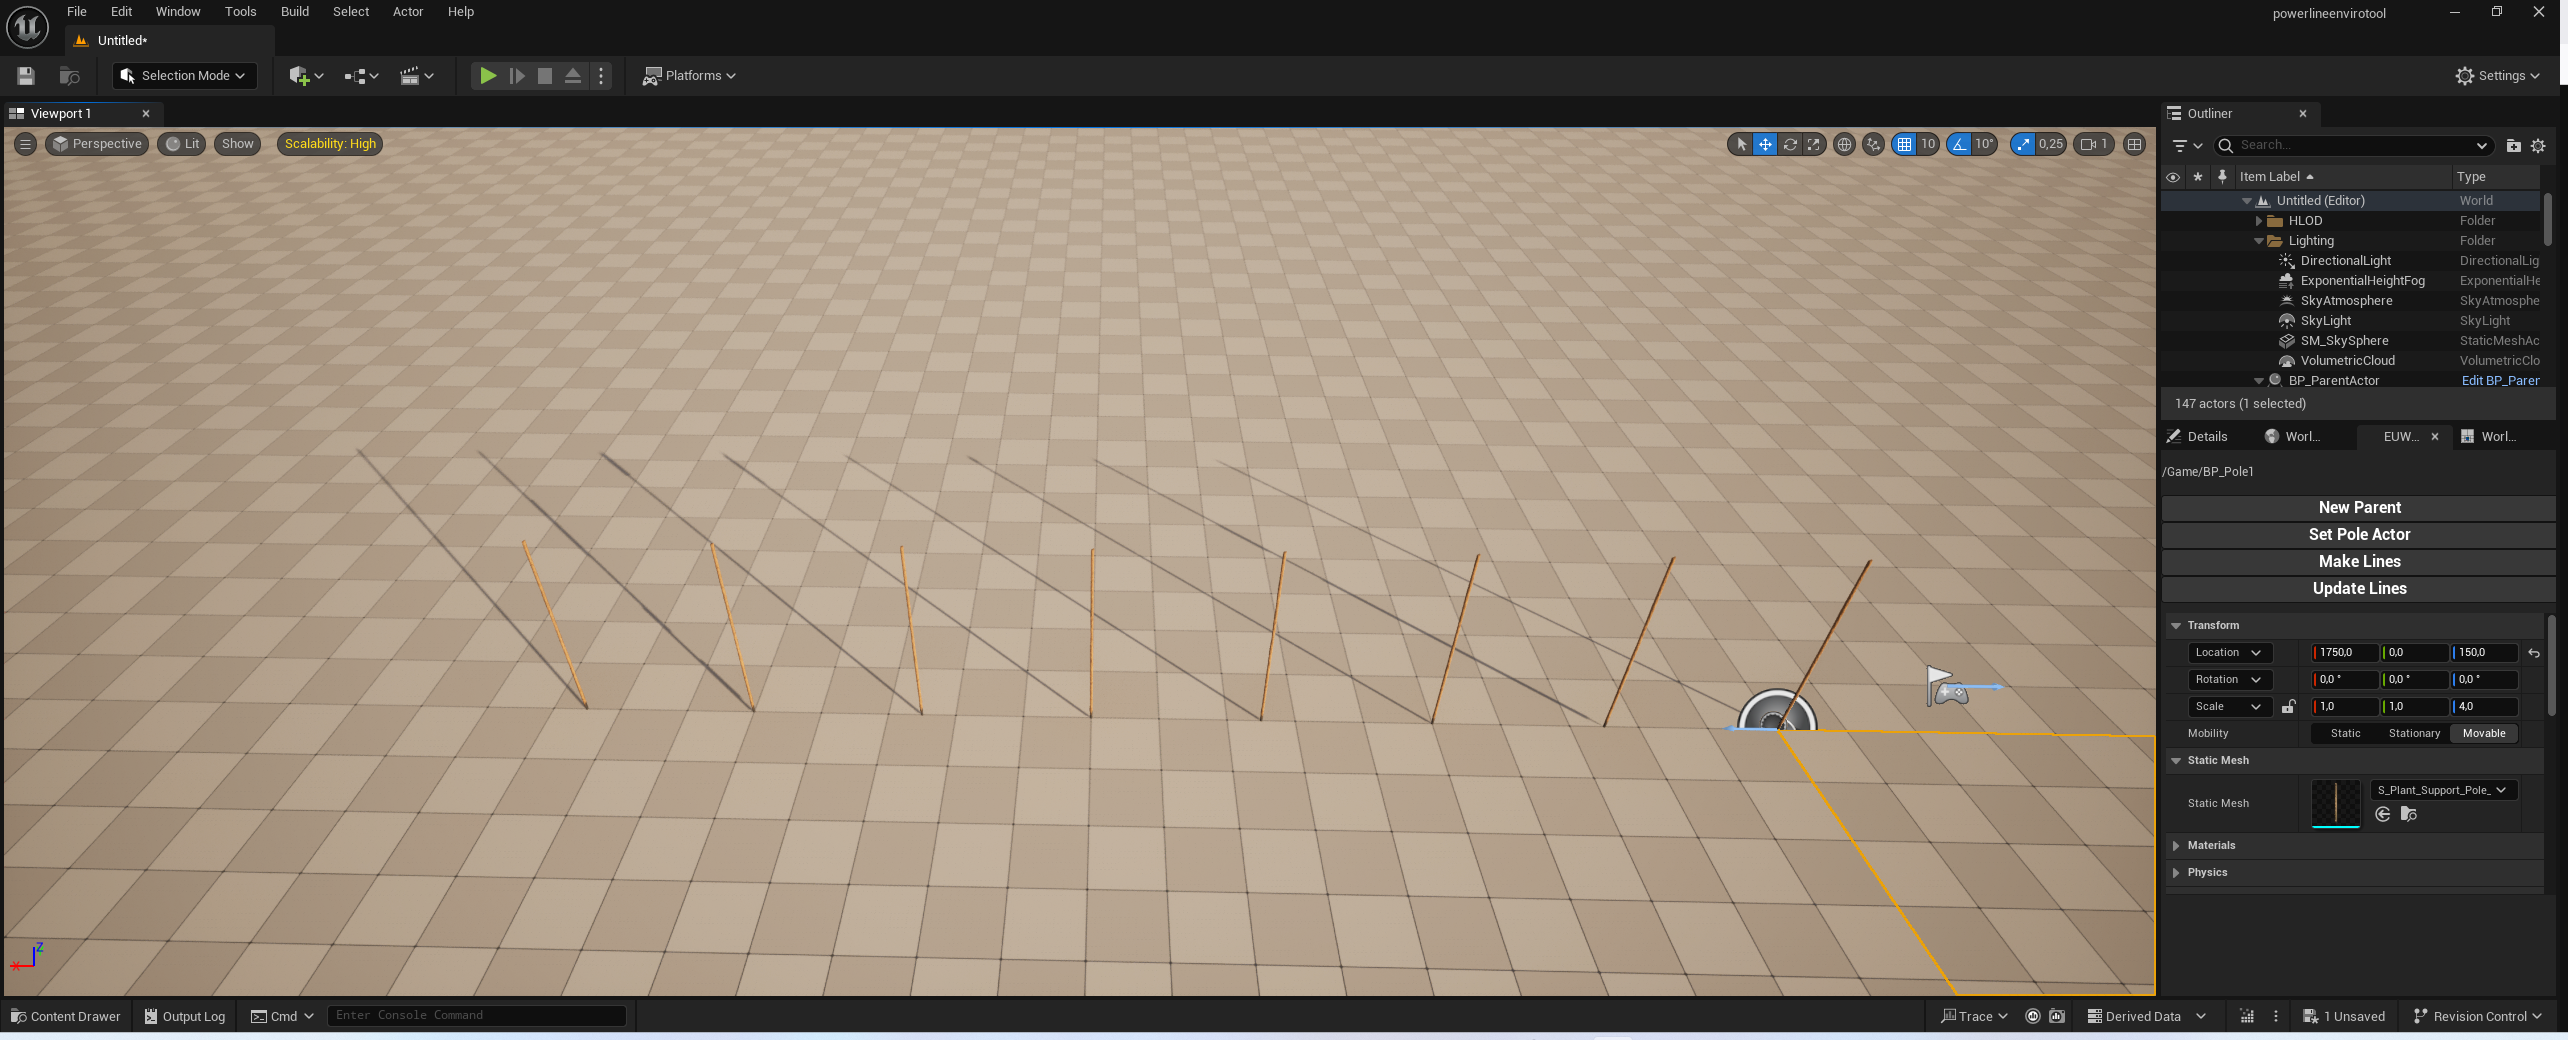 File Edit Window Tools Build Select Actor Help
powerlineenvirotool
Untitled*
Selection Mode
Platforms
Settings
Viewport 1
Perspective
Lit
Show
Scalability: High
10
10°
0,25
1
Outliner
Search...
Item Label
Type
Untitled (Editor) World
HLOD Folder
Lighting Folder
DirectionalLight DirectionalLig
ExponentialHeightFog ExponentialHe
SkyAtmosphere SkyAtmosphe
SkyLight SkyLight
SM_SkySphere StaticMeshAc
VolumetricCloud VolumetricClo
BP_ParentActor Edit BP_Paren
147 actors (1 selected)
Details
Worl...
EUW...
Worl...
/Game/BP_Pole1
New Parent
Set Pole Actor
Make Lines
Update Lines
Transform
Location 1750,0 0,0 150,0
Rotation 0,0 ° 0,0 ° 0,0 °
Scale 1,0 1,0 4,0
Mobility Static Stationary Movable
Static Mesh
Static Mesh S_Plant_Support_Pole_
Materials
Physics
Z
X
Content Drawer
Output Log
Cmd
Enter Console Command
Trace
Derived Data
1 Unsaved
Revision Control